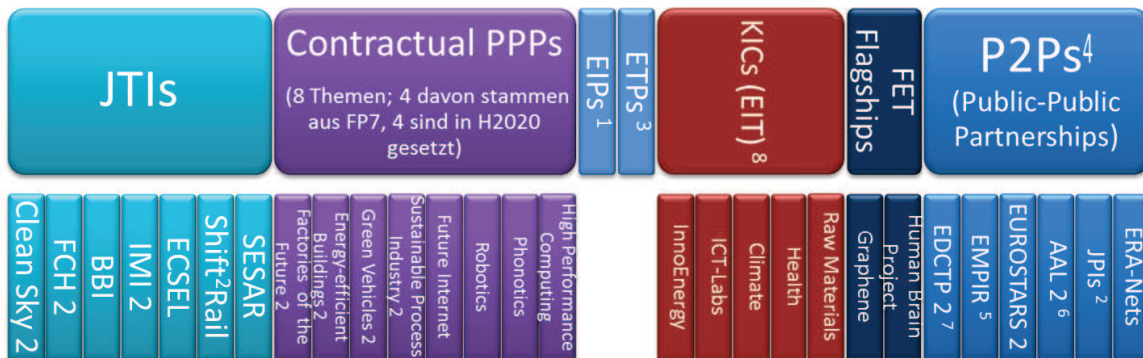 JTIs
Contractual PPPs
(8 Themen; 4 davon stammen
aus FP7, 4 sind in H2020
gesetzt)
EIPs 1
ETPs 3
KICs (EIT) 8
FET
Flagships
P2Ps4
(Public-Public
Partnerships)
Clean Sky 2
FCH 2
BBI
IMI 2
ECSEL
Shift²Rail
SESAR
Factories of the
Future 2
Energy-efficient
Buildings 2
Green Vehicles 2
Sustainable Process
Industry 2
Future Internet
Robotics
Phonotics
High Performance
Computing
InnoEnergy
ICT-Labs
Climate
Health
Raw Materials
Graphene
Human Brain
Project
EDCTP 2 7
EMPIR 5
EUROSTARS 2
AAL 2 6
JPIs 2
ERA-Nets